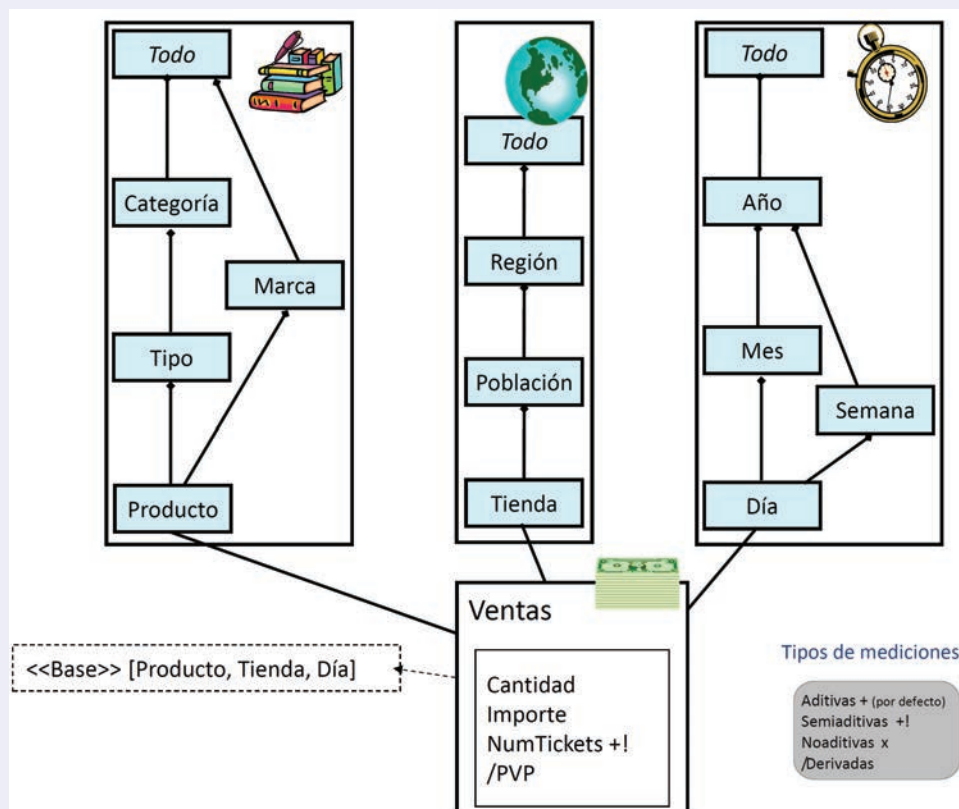 Todo
Categoría
Marca
Tipo
Producto
Todo
Región
Población
Tienda
Todo
Año
Mes
Semana
Día
Ventas
Cantidad
Importe
NumTickets +!
/PVP
<<Base>> [Producto, Tienda, Día]
Tipos de mediciones
Aditivas + (por defecto)
Semiaditivas +!
Noaditivas x
/Derivadas